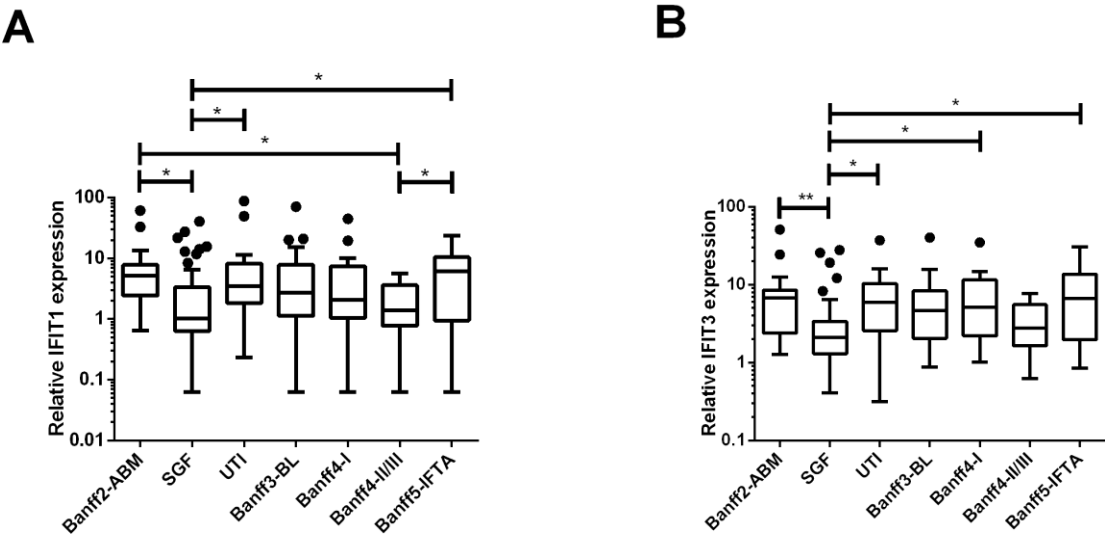 A
*
*
*
*
*
Relative IFIT1 expression
100
10
1
0.1
0.01
Banff2-ABM
SGF
UTI
Banff3-BL
Banff4-I
Banff4-II/III
Banff5-IFTA
B
*
*
*
**
Relative IFIT3 expression
100
10
1
0.1
Banff2-ABM
SGF
UTI
Banff3-BL
Banff4-I
Banff4-II/III
Banff5-IFTA